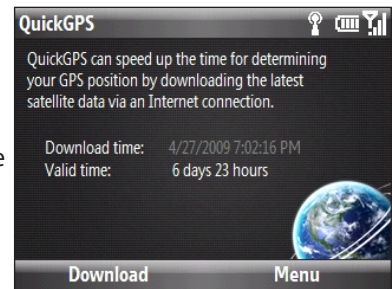 QuickGPS
QuickGPS can speed up the time for determining
your GPS position by downloading the latest
satellite data via an Internet connection.
e
Download time: 4/27/2009 7:02:16 PM
Valid time: 6 days 23 hours
Download Menu